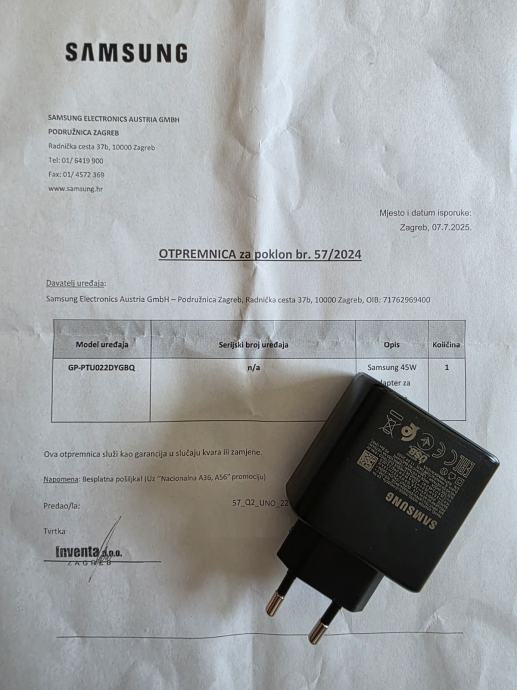 SAMSUNG
SAMSUNG ELECTRONICS AUSTRIA GMBH
PODRUŽNICA ZAGREB
Radnička cesta 37b, 10000 Zagreb
Tel: 01/ 6419 900
Fax: 01/ 4572 369
www.samsung.hr
Mjesto i datum isporuke:
Zagreb, 07.7.2025.
OTPREMNICA za poklon br. 57/2024
Davatelj uređaja:
Samsung Electronics Austria GmbH – Podružnica Zagreb, Radnička cesta 37b, 10000 Zagreb, OIB: 71762969400
Model uređaja Serijski broj uređaja Opis Količina
GP-PTU022DYGBQ n/a Samsung 45W 1
za
Ova otpremnica služi kao garancija u slučaju kvara ili zamjene.
Napomena: Besplatna pošiljka! (Uz "Nacionalna A36, A56" promociju)
Predao/la: 57_Q2_UNO_22
Tvrtka
Inventa d.o.o.
ZAGREB
SAMSUNG